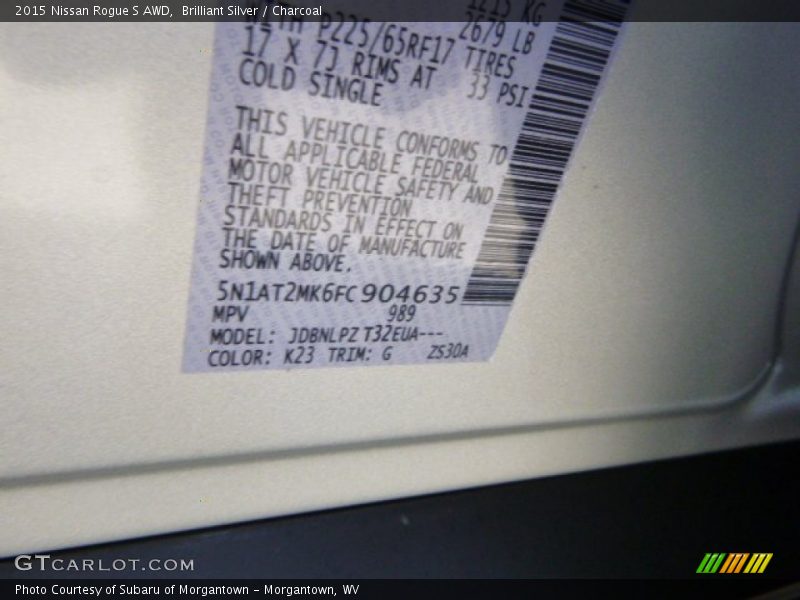 2015 Nissan Rogue S AWD,  Brilliant Silver / Charcoal
1215 KG
2679 LB
WITH P225/65RF17 TIRES
17 X 7J RIMS AT 33 PSI
COLD SINGLE
THIS VEHICLE CONFORMS TO
ALL APPLICABLE FEDERAL
MOTOR VEHICLE SAFETY AND
THEFT PREVENTION
STANDARDS IN EFFECT ON
THE DATE OF MANUFACTURE
SHOWN ABOVE.
5N1AT2MK6FC904635
MPV 989
MODEL: JDBNLPZ T32EUA---
COLOR: K23 TRIM: G ZS30A
GTCARLOT.COM
Photo Courtesy of Subaru of Morgantown - Morgantown, WV